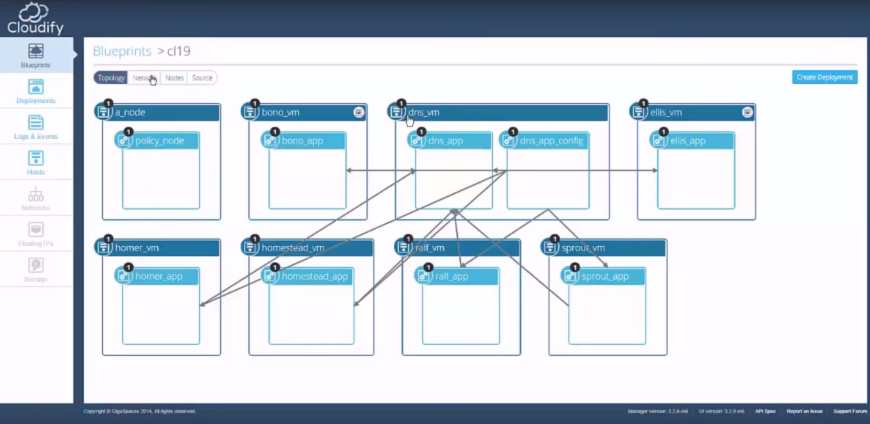 Cloudify
Blueprints > cl19
Blueprints
Deployments
Logs & Events
Hosts
Networks
Floating IPs
Storage
Topology Network Nodes Source
Create Deployment
1 a_node 1 bono_vm 1 dns_vm 1 ellis_vm
1 policy_node 1 bono_app 1 dns_app 1 dns_app_config 1 ellis_app
1 homer_vm 1 homestead_vm 1 ralf_vm 1 sprout_vm
1 homer_app 1 homestead_app 1 ralf_app 1 sprout_app
Copyright © GigaSpaces 2014, All rights reserved. Manager version: 3.2.0-m6 UI version: 3.2.0-m6 API Spec Report an Issue Support Forum